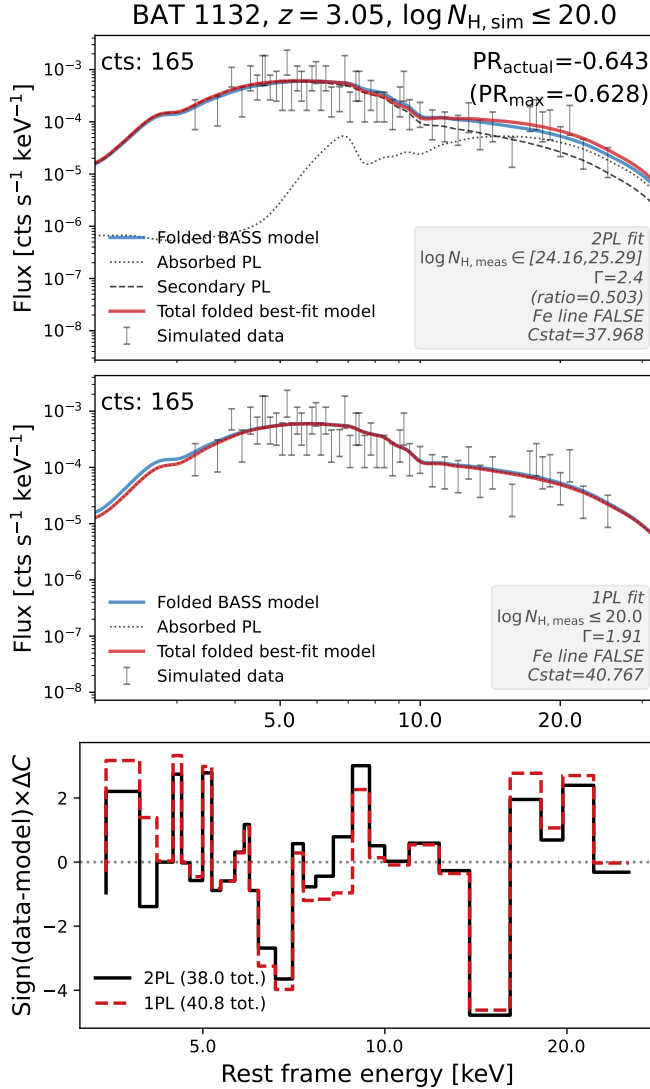 BAT 1132, z = 3.05, log N_H,sim ≤ 20.0
cts: 165
PR_actual=-0.643
(PR_max=-0.628)
Flux [cts s⁻¹ keV⁻¹]
10⁻³
10⁻⁴
10⁻⁵
10⁻⁶
10⁻⁷
10⁻⁸
Folded BASS model
Absorbed PL
Secondary PL
Total folded best-fit model
Simulated data
2PL fit
log N_H,meas ∈ [24.16,25.29]
Γ=2.4
(ratio=0.503)
Fe line FALSE
Cstat=37.968
cts: 165
Flux [cts s⁻¹ keV⁻¹]
10⁻³
10⁻⁴
10⁻⁵
10⁻⁶
10⁻⁷
10⁻⁸
Folded BASS model
Absorbed PL
Total folded best-fit model
Simulated data
1PL fit
log N_H,meas ≤ 20.0
Γ=1.91
Fe line FALSE
Cstat=40.767
5.0 10.0 20.0
Sign(data-model)×ΔC
2
0
−2
−4
2PL (38.0 tot.)
1PL (40.8 tot.)
5.0 10.0 20.0
Rest frame energy [keV]